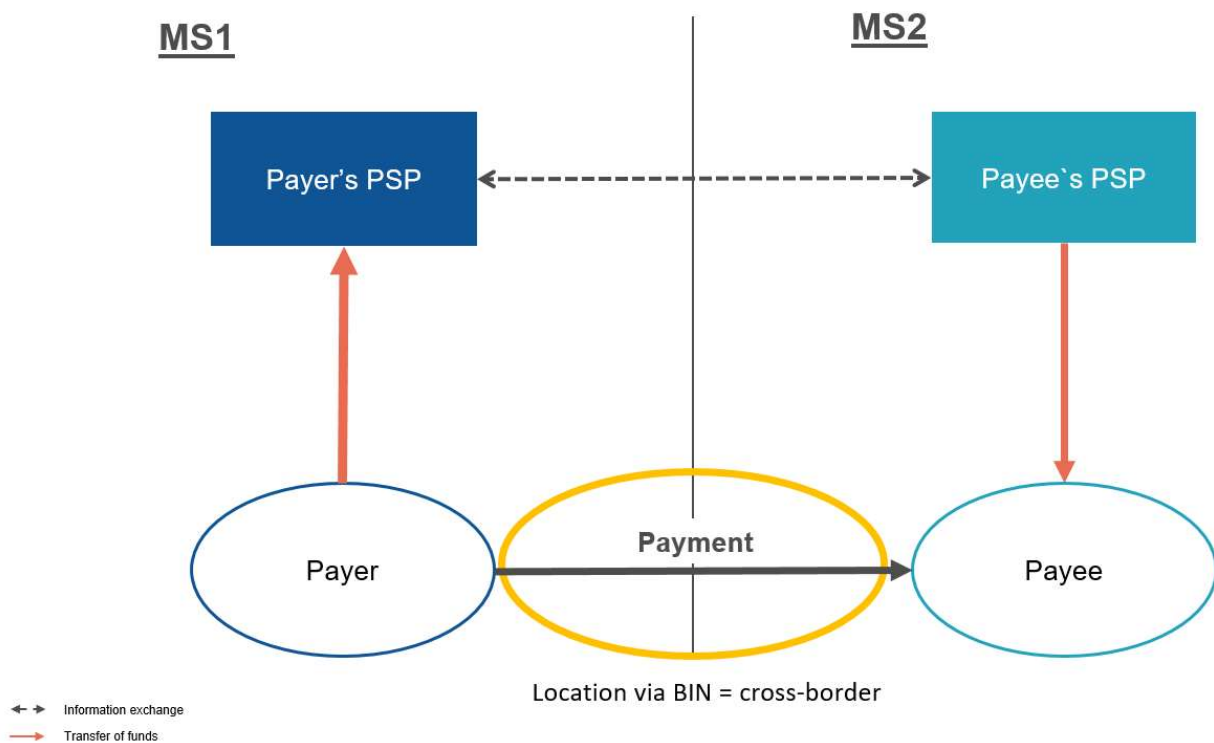 MS1
MS2
Payer’s PSP
Payee`s PSP
Payment
Payer
Payee
Location via BIN = cross-border
Information exchange
Transfer of funds